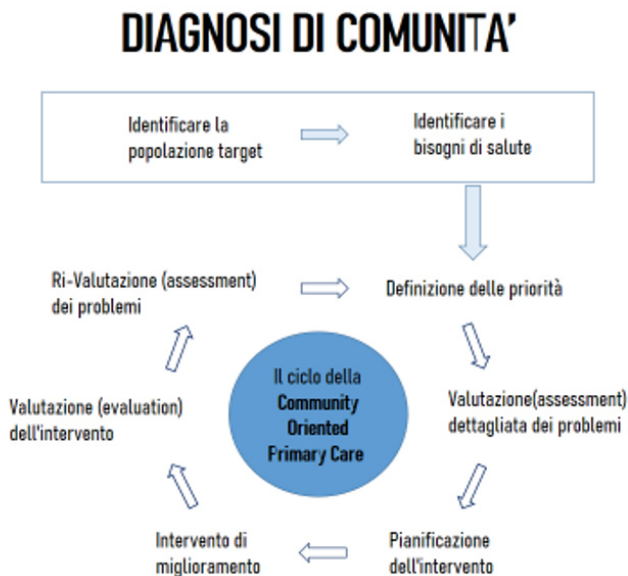 DIAGNOSI DI COMUNITA'
Identificare la
popolazione target
Identificare i
bisogni di salute
Ri-Valutazione (assessment)
dei problemi
Definizione delle priorità
Il ciclo della
Community
Oriented
Primary Care
Valutazione (evaluation)
dell'intervento
Valutazione(assessment)
dettagliata dei problemi
Intervento di
miglioramento
Pianificazione
dell'intervento